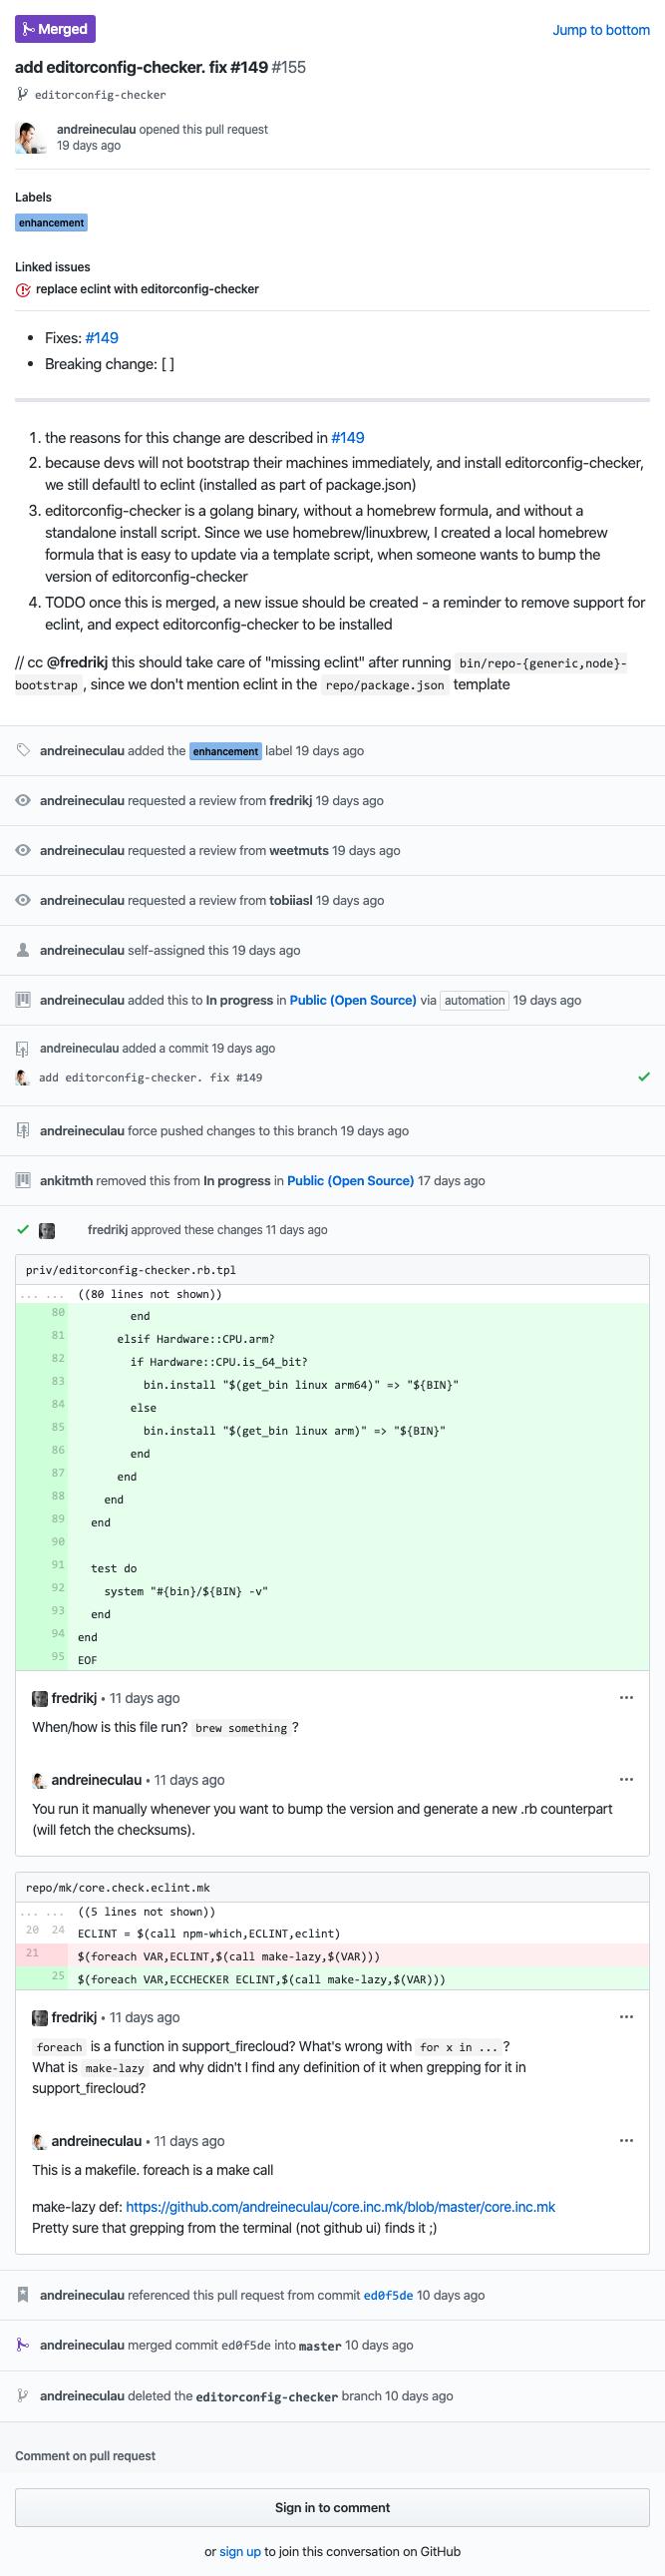 Merged
Jump to bottom
add editorconfig-checker. fix #149 #155
editorconfig-checker
andreineculau opened this pull request
19 days ago
Labels
enhancement
Linked issues
replace eclint with editorconfig-checker
• Fixes: #149
• Breaking change: [ ]
1. the reasons for this change are described in #149
2. because devs will not bootstrap their machines immediately, and install editorconfig-checker,
we still defaultl to eclint (installed as part of package.json)
3. editorconfig-checker is a golang binary, without a homebrew formula, and without a
standalone install script. Since we use homebrew/linuxbrew, I created a local homebrew
formula that is easy to update via a template script, when someone wants to bump the
version of editorconfig-checker
4. TODO once this is merged, a new issue should be created - a reminder to remove support for
eclint, and expect editorconfig-checker to be installed
// cc @fredrikj this should take care of "missing eclint" after running bin/repo-{generic,node}-
bootstrap , since we don't mention eclint in the repo/package.json template
andreineculau added the enhancement label 19 days ago
andreineculau requested a review from fredrikj 19 days ago
andreineculau requested a review from weetmuts 19 days ago
andreineculau requested a review from tobiiasl 19 days ago
andreineculau self-assigned this 19 days ago
andreineculau added this to In progress in Public (Open Source) via automation 19 days ago
andreineculau added a commit 19 days ago
add editorconfig-checker. fix #149
andreineculau force pushed changes to this branch 19 days ago
ankitmth removed this from In progress in Public (Open Source) 17 days ago
fredrikj approved these changes 11 days ago
priv/editorconfig-checker.rb.tpl
... ... ((80 lines not shown))
80 end
81 elsif Hardware::CPU.arm?
82 if Hardware::CPU.is_64_bit?
83 bin.install "$(get_bin linux arm64)" => "${BIN}"
84 else
85 bin.install "$(get_bin linux arm)" => "${BIN}"
86 end
87 end
88 end
89 end
90
91 test do
92 system "#{bin}/${BIN} -v"
93 end
94 end
95 EOF
fredrikj • 11 days ago
When/how is this file run? brew something ?
andreineculau • 11 days ago
You run it manually whenever you want to bump the version and generate a new .rb counterpart
(will fetch the checksums).
repo/mk/core.check.eclint.mk
... ... ((5 lines not shown))
20 24 ECLINT = $(call npm-which,ECLINT,eclint)
21 $(foreach VAR,ECLINT,$(call make-lazy,$(VAR)))
25 $(foreach VAR,ECCHECKER ECLINT,$(call make-lazy,$(VAR)))
fredrikj • 11 days ago
foreach is a function in support_firecloud? What's wrong with for x in ... ?
What is make-lazy and why didn't I find any definition of it when grepping for it in
support_firecloud?
andreineculau • 11 days ago
This is a makefile. foreach is a make call
make-lazy def: https://github.com/andreineculau/core.inc.mk/blob/master/core.inc.mk
Pretty sure that grepping from the terminal (not github ui) finds it ;)
andreineculau referenced this pull request from commit ed0f5de 10 days ago
andreineculau merged commit ed0f5de into master 10 days ago
andreineculau deleted the editorconfig-checker branch 10 days ago
Comment on pull request
Sign in to comment
or sign up to join this conversation on GitHub